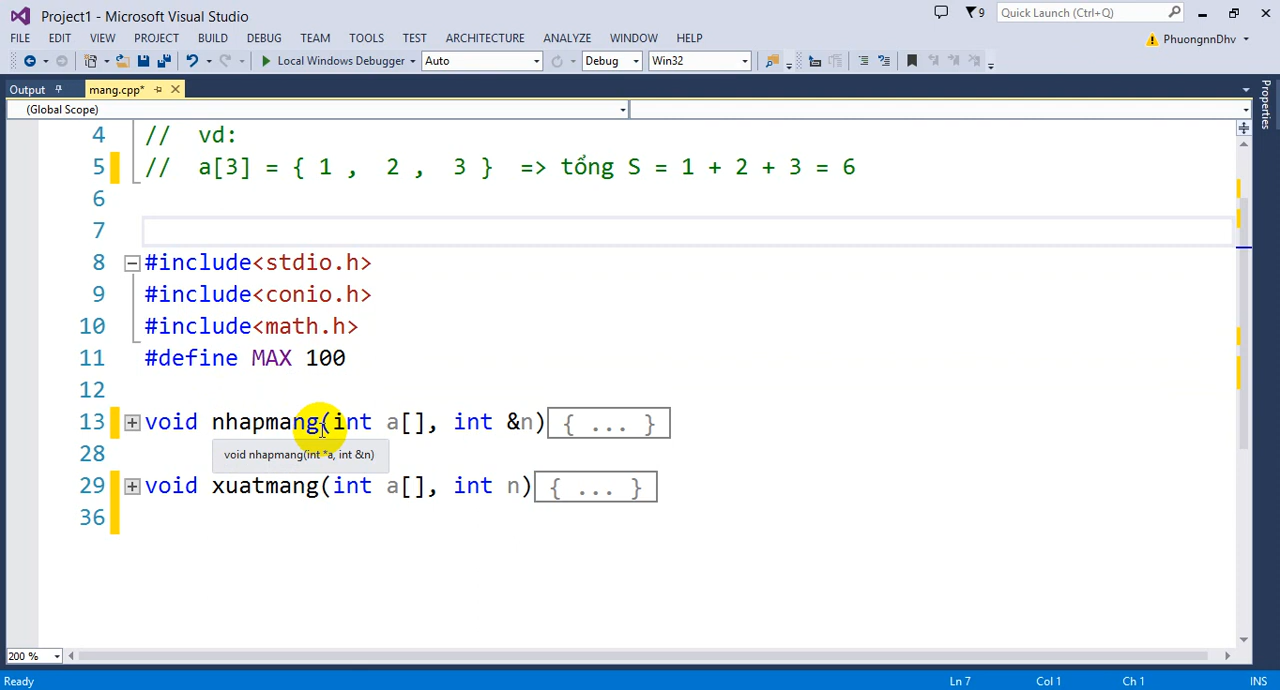 Project1 - Microsoft Visual Studio
9
Quick Launch (Ctrl+Q)
FILE EDIT VIEW PROJECT BUILD DEBUG TEAM TOOLS TEST ARCHITECTURE ANALYZE WINDOW HELP
PhuongnnDhv
Local Windows Debugger Auto Debug Win32
Output mang.cpp*
Properties
(Global Scope)
4 // vd:
5 // a[3] = { 1 , 2 , 3 } => tổng S = 1 + 2 + 3 = 6
6
7
8 #include<stdio.h>
9 #include<conio.h>
10 #include<math.h>
11 #define MAX 100
12
13 void nhapmang(int a[], int &n){ ... }
void nhapmang(int *a, int &n)
28
29 void xuatmang(int a[], int n){ ... }
36
200 %
Ready Ln 7 Col 1 Ch 1 INS